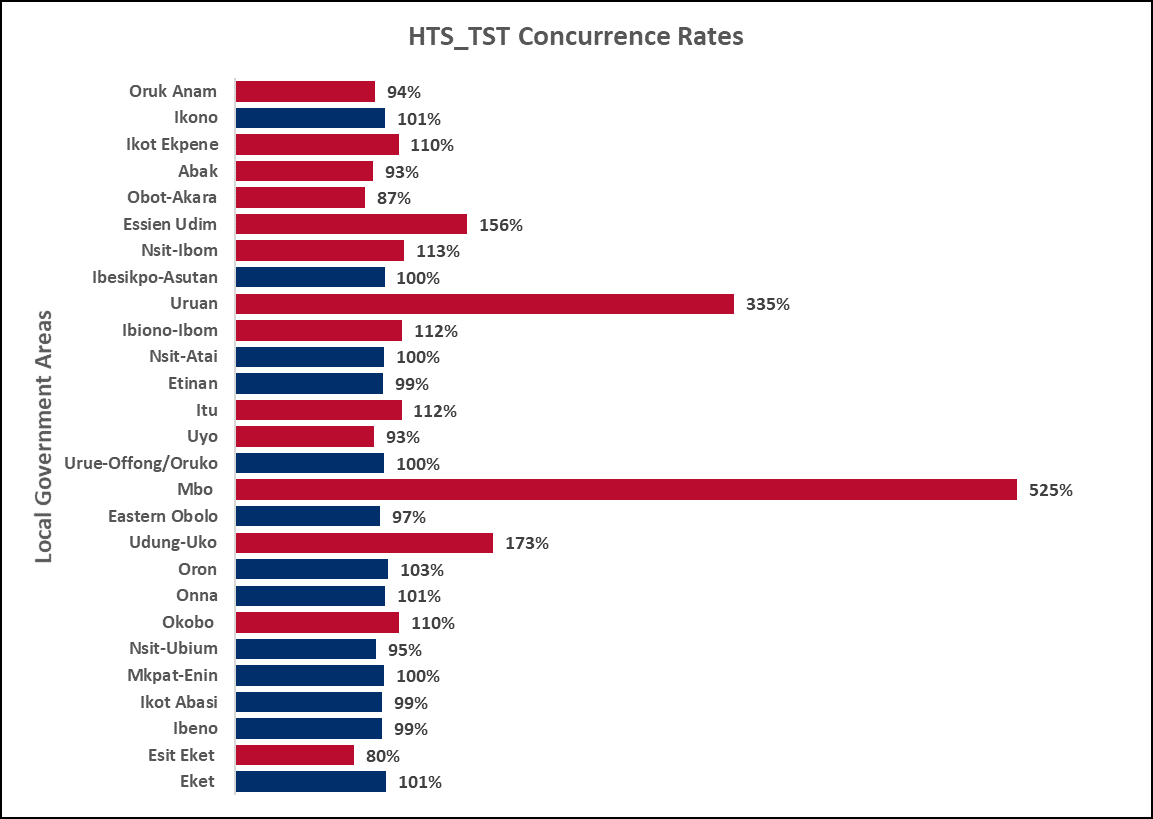 HTS_TST Concurrence Rates
Local Government Areas
Oruk Anam 94%
Ikono 101%
Ikot Ekpene 110%
Abak 93%
Obot-Akara 87%
Essien Udim 156%
Nsit-Ibom 113%
Ibesikpo-Asutan 100%
Uruan 335%
Ibiono-Ibom 112%
Nsit-Atai 100%
Etinan 99%
Itu 112%
Uyo 93%
Urue-Offong/Oruko 100%
Mbo 525%
Eastern Obolo 97%
Udung-Uko 173%
Oron 103%
Onna 101%
Okobo 110%
Nsit-Ubium 95%
Mkpat-Enin 100%
Ikot Abasi 99%
Ibeno 99%
Esit Eket 80%
Eket 101%